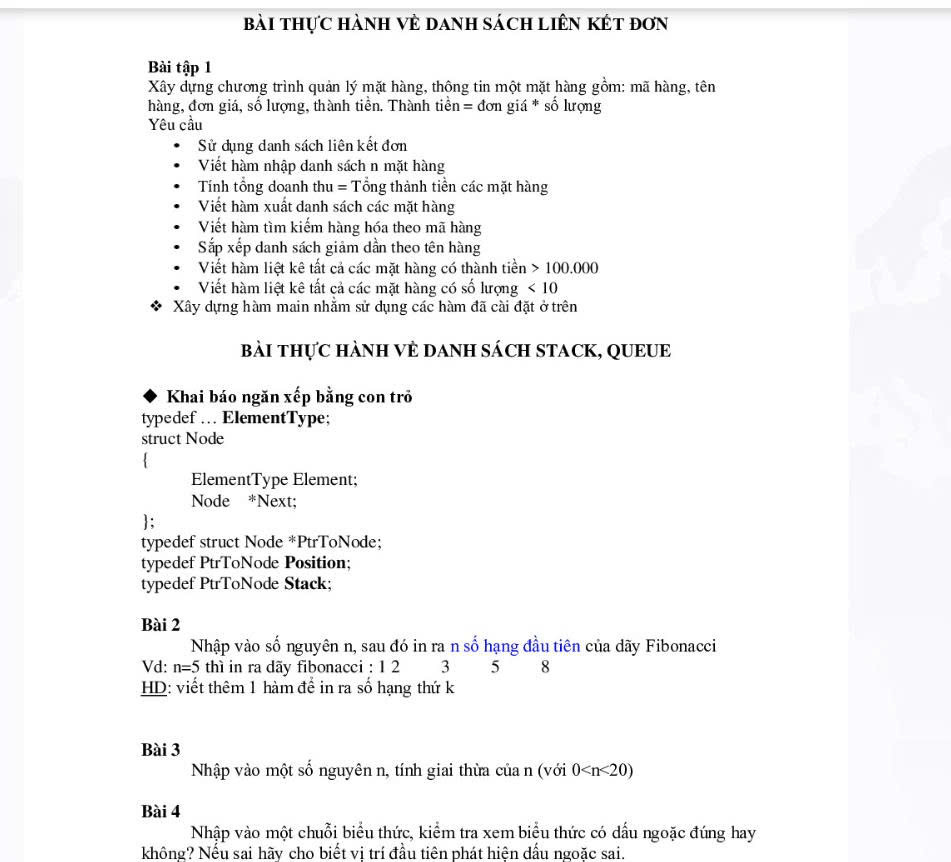 BÀI THỰC HÀNH VỀ DANH SÁCH LIÊN KẾT ĐƠN
Bài tập 1
Xây dựng chương trình quản lý mặt hàng, thông tin một mặt hàng gồm: mã hàng, tên
hàng, đơn giá, số lượng, thành tiền. Thành tiền = đơn giá * số lượng
Yêu cầu
• Sử dụng danh sách liên kết đơn
• Viết hàm nhập danh sách n mặt hàng
• Tính tổng doanh thu = Tổng thành tiền các mặt hàng
• Viết hàm xuất danh sách các mặt hàng
• Viết hàm tìm kiếm hàng hóa theo mã hàng
• Sắp xếp danh sách giảm dần theo tên hàng
• Viết hàm liệt kê tất cả các mặt hàng có thành tiền > 100.000
• Viết hàm liệt kê tất cả các mặt hàng có số lượng < 10
❖ Xây dựng hàm main nhằm sử dụng các hàm đã cài đặt ở trên
BÀI THỰC HÀNH VỀ DANH SÁCH STACK, QUEUE
◆ Khai báo ngăn xếp bằng con trỏ
typedef … ElementType;
struct Node
{
ElementType Element;
Node *Next;
};
typedef struct Node *PtrToNode;
typedef PtrToNode Position;
typedef PtrToNode Stack;
Bài 2
Nhập vào số nguyên n, sau đó in ra n số hạng đầu tiên của dãy Fibonacci
Vd: n=5 thì in ra dãy fibonacci : 1 2 3 5 8
HD: viết thêm 1 hàm để in ra số hạng thứ k
Bài 3
Nhập vào một số nguyên n, tính giai thừa của n (với 0<n<20)
Bài 4
Nhập vào một chuỗi biểu thức, kiểm tra xem biểu thức có dấu ngoặc đúng hay
không? Nếu sai hãy cho biết vị trí đầu tiên phát hiện dấu ngoặc sai.